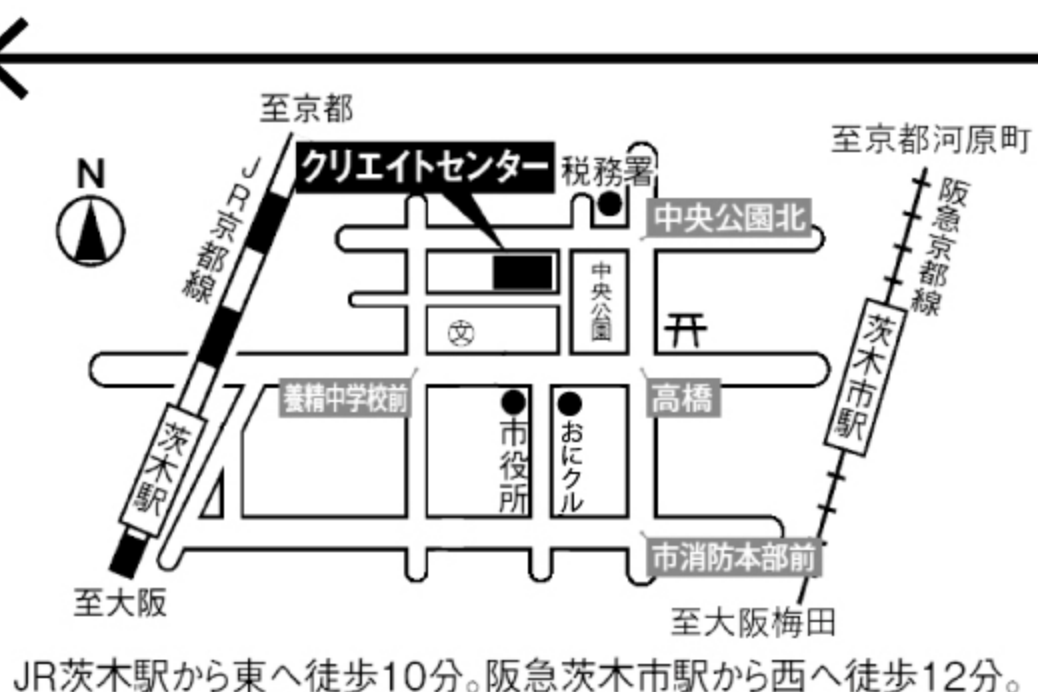 至京都
至京都河原町
N
JR京都線
クリエイトセンター
税務署
中央公園北
阪急京都線
中央公園
文
茨木市駅
養精中学校前
高橋
茨木駅
市役所
おにクル
市消防本部前
至大阪
至大阪梅田
JR茨木駅から東へ徒歩10分。阪急茨木市駅から西へ徒歩12分。